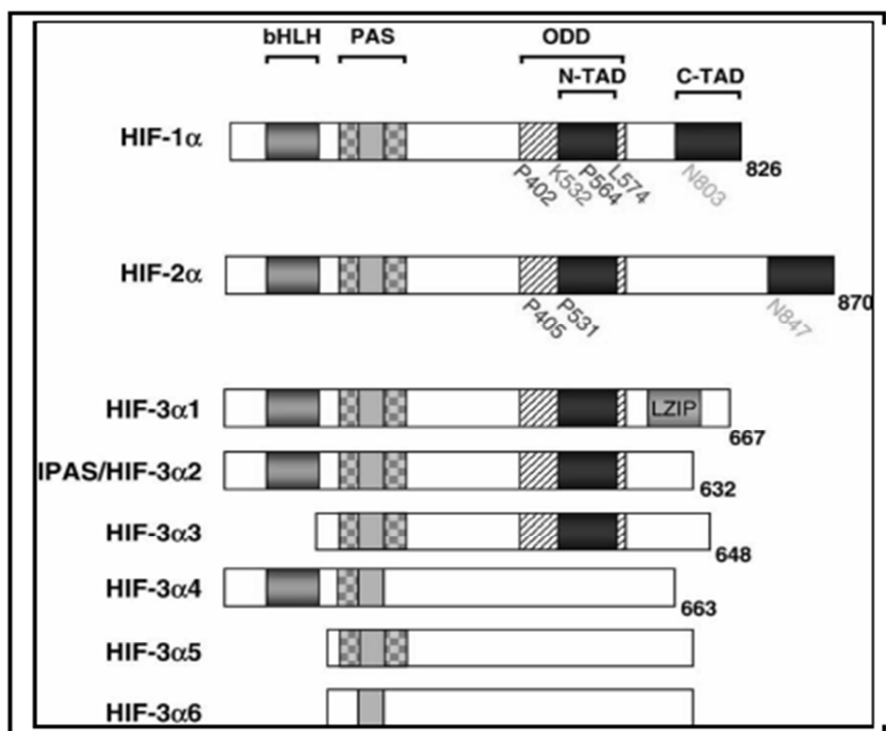 bHLH PAS ODD
N-TAD C-TAD
HIF-1α
826
P402 K532 P564 L574 N803
HIF-2α
870
P405 P531 N847
HIF-3α1
LZIP
667
IPAS/HIF-3α2
632
HIF-3α3
648
HIF-3α4
663
HIF-3α5
HIF-3α6